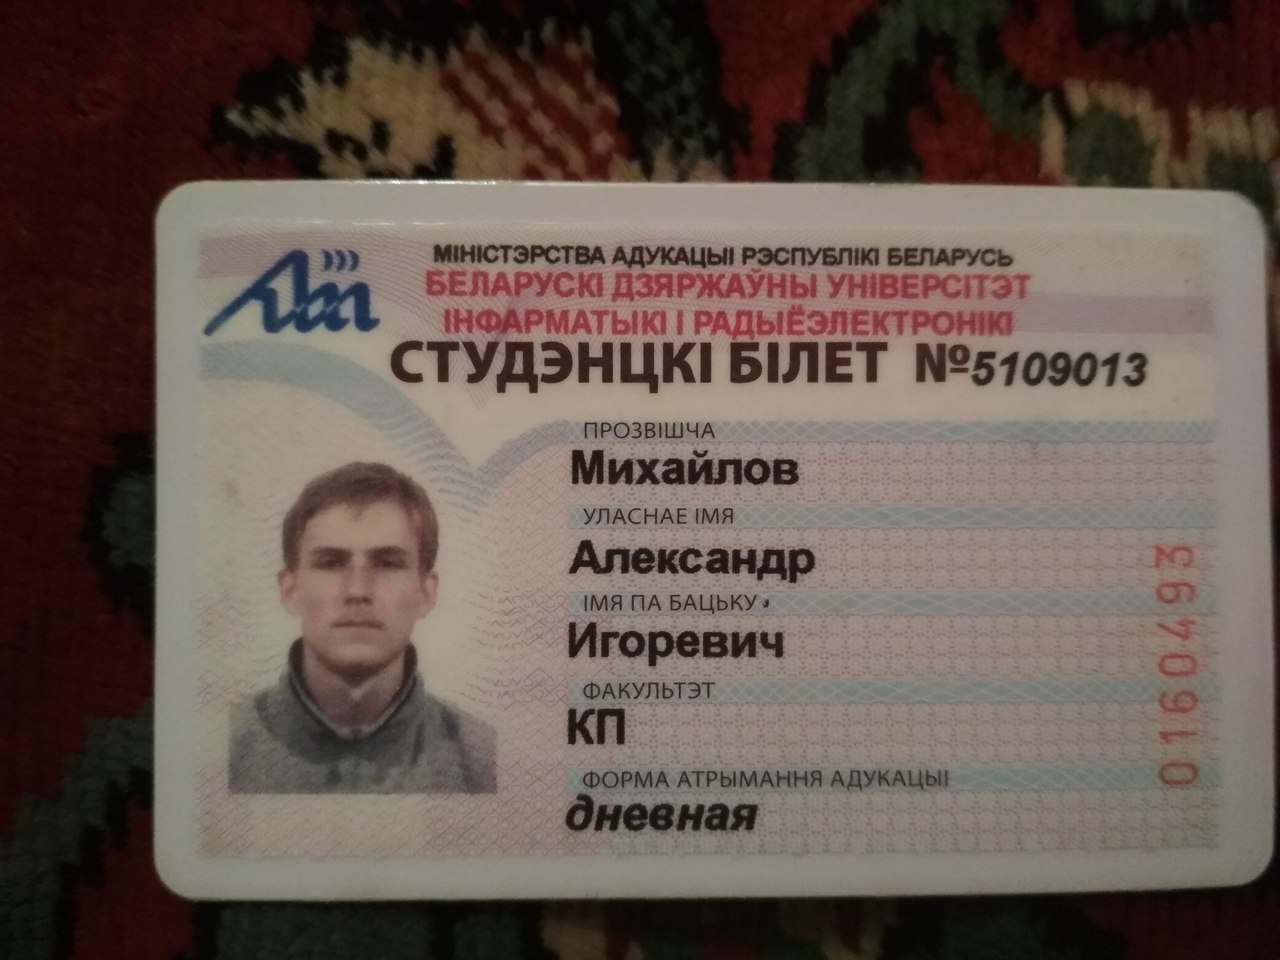 МІНІСТЭРСТВА АДУКАЦЫІ РЭСПУБЛІКІ БЕЛАРУСЬ
БЕЛАРУСКІ ДЗЯРЖАЎНЫ УНІВЕРСІТЭТ
ІНФАРМАТЫКІ І РАДЫЁЭЛЕКТРОНІКІ
СТУДЭНЦКІ БІЛЕТ №5109013
ПРОЗВІШЧА
Михайлов
УЛАСНАЕ ІМЯ
Александр
ІМЯ ПА БАЦЬКУ
Игоревич
ФАКУЛЬТЭТ
КП
ФОРМА АТРЫМАННЯ АДУКАЦЫІ
дневная
0160493